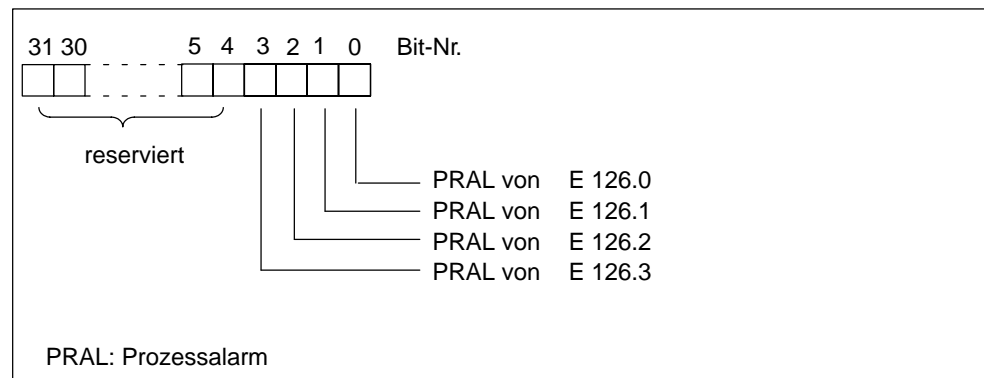 31 30 5 4 3 2 1 0 Bit-Nr.
reserviert
PRAL von E 126.0
PRAL von E 126.1
PRAL von E 126.2
PRAL von E 126.3
PRAL: Prozessalarm